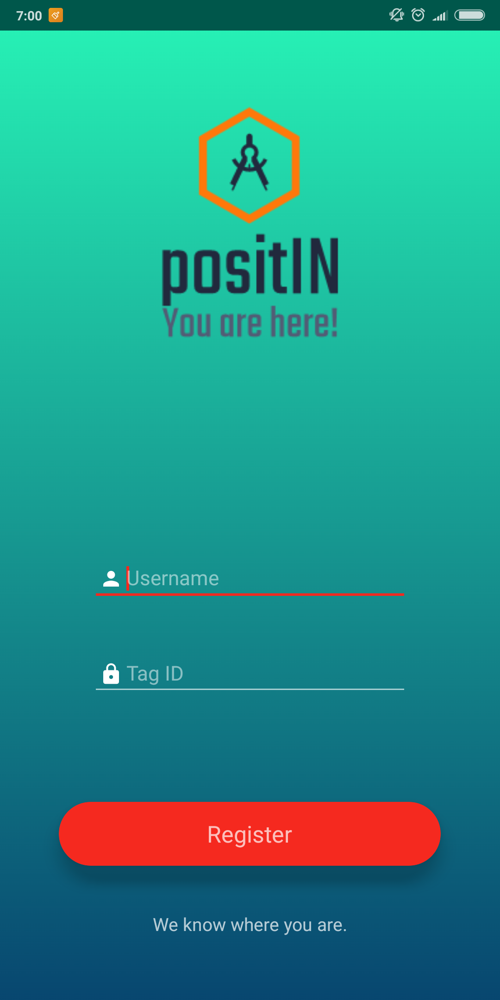 7:00
positIN
You are here!
Username
Tag ID
Register
We know where you are.